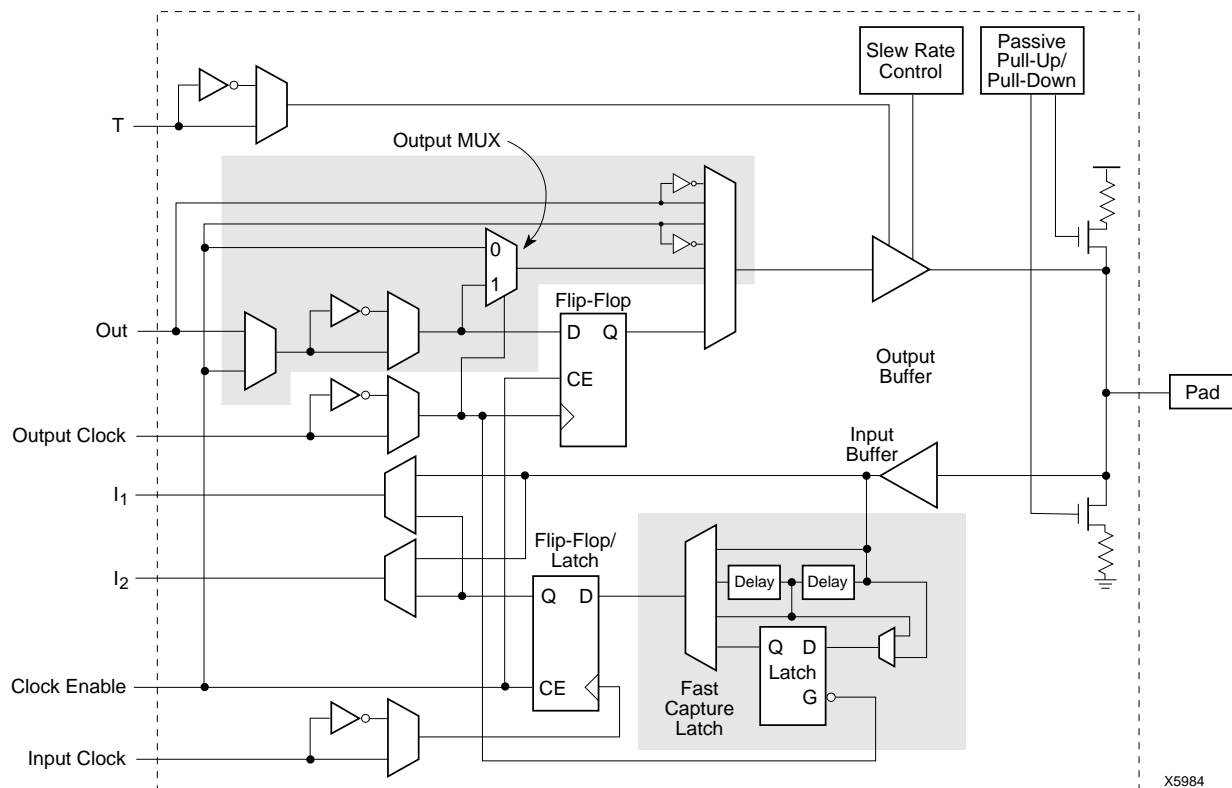 Slew Rate
Control
Passive
Pull-Up/
Pull-Down
T
Output MUX
0
1
Flip-Flop
Out
D
Q
CE
Output
Buffer
Pad
Output Clock
Input
Buffer
I1
Flip-Flop/
Latch
I2
Delay
Delay
Q
D
Q
D
Latch
G
Clock Enable
CE
Fast
Capture
Latch
Input Clock
X5984